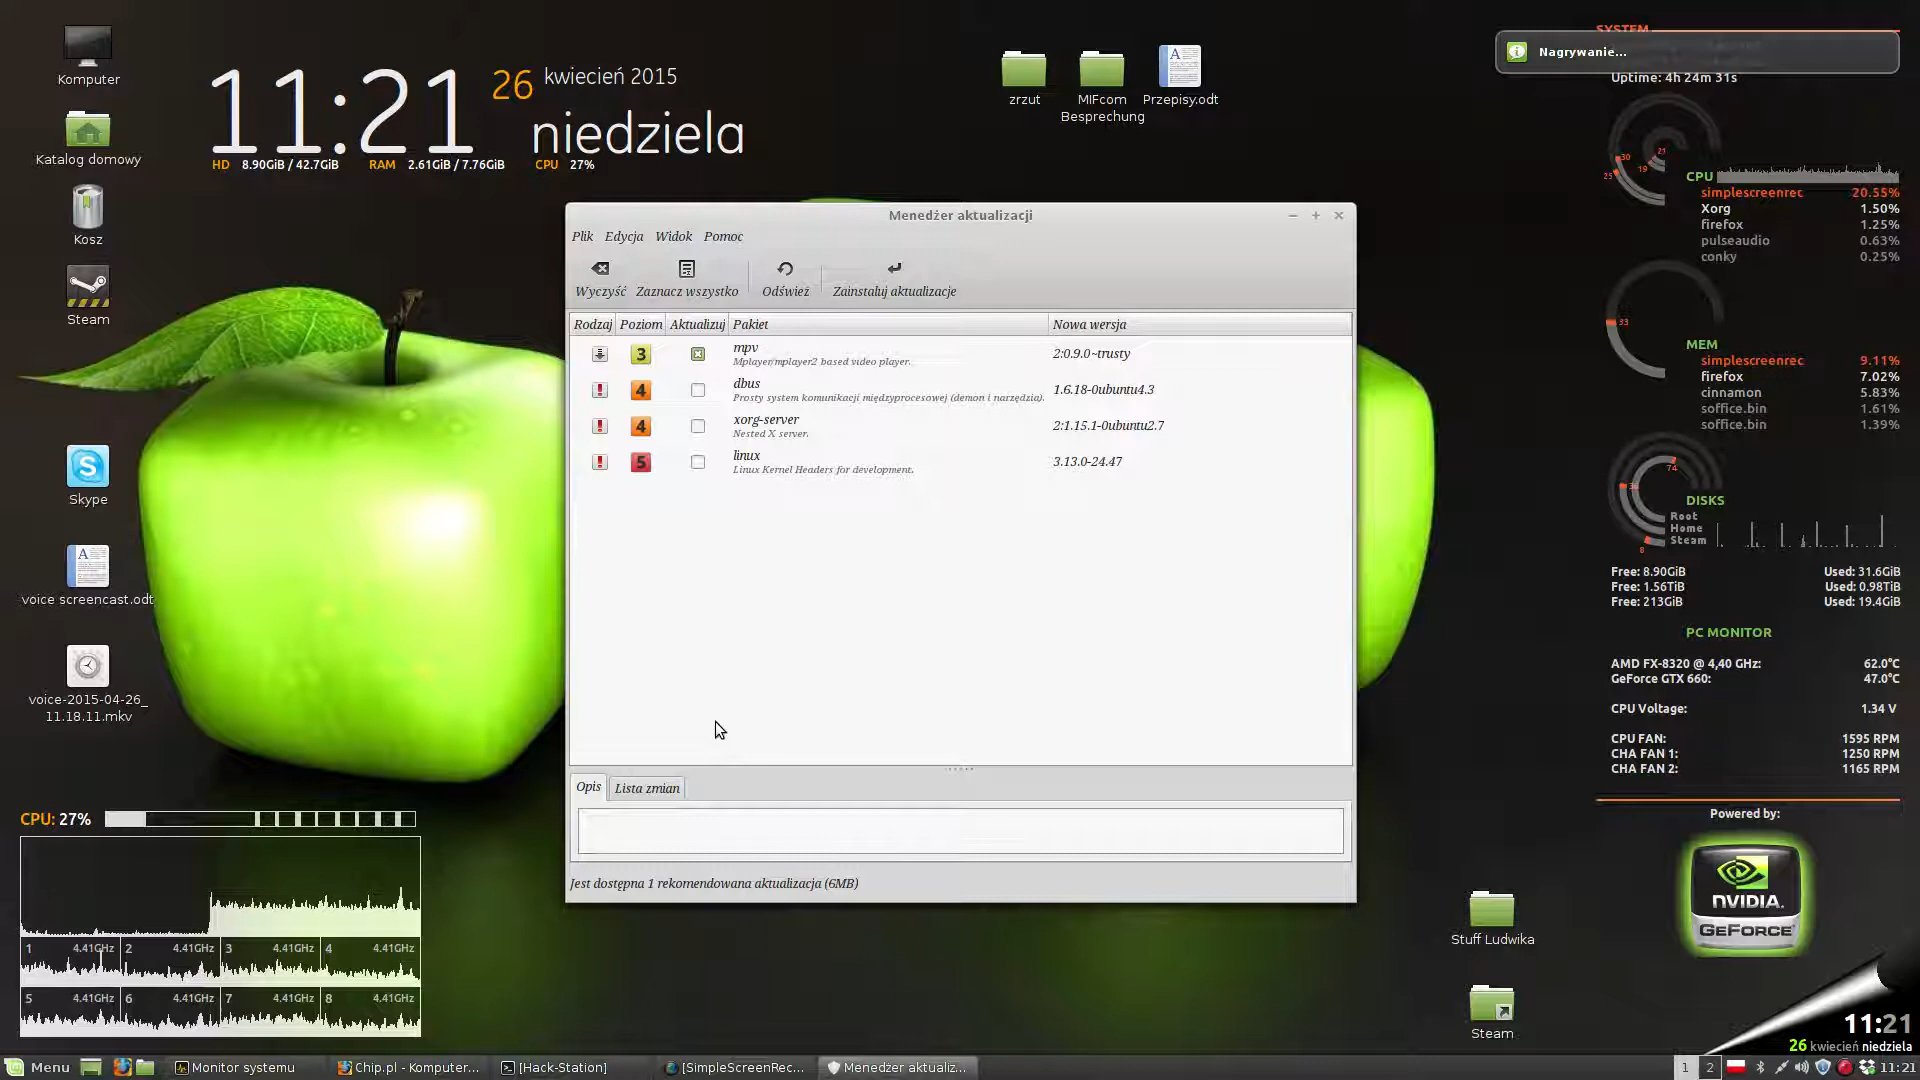 Komputer
Katalog domowy
Kosz
Steam
Skype
voice screencast.odt
voice-2015-04-26_
11.18.11.mkv
11:21
26 kwiecień 2015
niedziela
HD 8.90GiB / 42.7GiB RAM 2.61GiB / 7.76GiB CPU 27%
zrzut
MIFcom
Besprechung
Przepisy.odt
SYSTEM
Nagrywanie...
Uptime: 4h 24m 31s
CPU
simplescreenrec 20.55%
Xorg 1.50%
firefox 1.25%
pulseaudio 0.63%
conky 0.25%
33
MEM
simplescreenrec 9.11%
firefox 7.02%
cinnamon 5.83%
soffice.bin 1.61%
soffice.bin 1.39%
74
8
DISKS
Root
Home
Steam
Free: 8.90GiB Used: 31.6GiB
Free: 1.56TiB Used: 0.98TiB
Free: 213GiB Used: 19.4GiB
PC MONITOR
AMD FX-8320 @ 4,40 GHz: 62.0°C
GeForce GTX 660: 47.0°C
CPU Voltage: 1.34 V
CPU FAN: 1595 RPM
CHA FAN 1: 1250 RPM
CHA FAN 2: 1165 RPM
Powered by:
NVIDIA.
GEFORCE
Menedżer aktualizacji
Plik Edycja Widok Pomoc
Wyczyść Zaznacz wszystko Odśwież Zainstaluj aktualizacje
Rodzaj Poziom Aktualizuj Pakiet Nowa wersja
3 mpv 2:0.9.0~trusty
Mplayer/mplayer2 based video player.
4 dbus 1.6.18-0ubuntu4.3
Prosty system komunikacji międzyprocesowej (demon i narzędzia).
4 xorg-server 2:1.15.1-0ubuntu2.7
Nested X server.
5 linux 3.13.0-24.47
Linux Kernel Headers for development.
Opis Lista zmian
Jest dostępna 1 rekomendowana aktualizacja (6MB)
CPU: 27%
1 4.41GHz 2 4.41GHz 3 4.41GHz 4 4.41GHz
5 4.41GHz 6 4.41GHz 7 4.41GHz 8 4.41GHz
Stuff Ludwika
Steam
11:21
26 kwiecień niedziela
Menu Monitor systemu Chip.pl - Komputer... [Hack-Station] [SimpleScreenRec... Menedżer aktualiz... 1 2 11:21